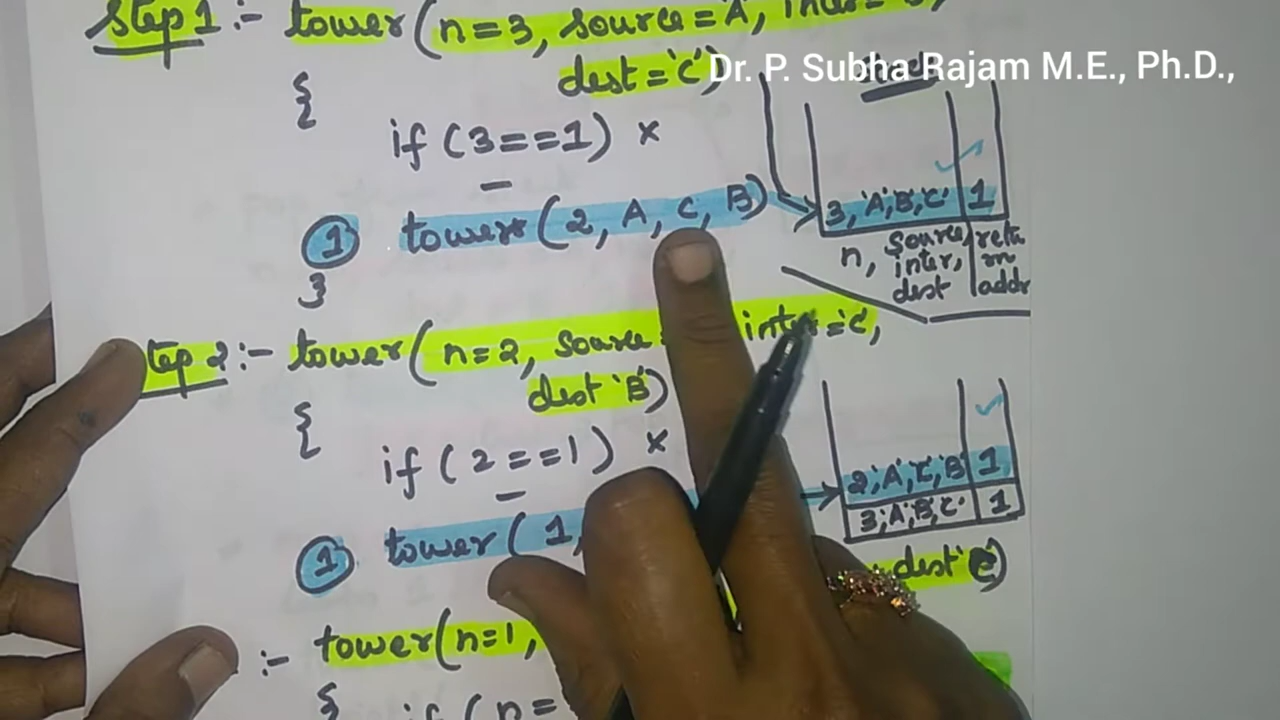 Step 1 :- tower(n=3, source='A',
dest='C')
Dr. P. Subha Rajam M.E., Ph.D.,
{
if (3==1) x
① tower(2, A, C, B)
3, 'A', 'B', 'C' 1
n, source, inter, dest
return addr
}
tep 2 :- tower(n=2, source inter='C',
dest 'B')
{
if (2==1) x
2, 'A', 'C', 'B' 1
3, 'A', 'B', 'C' 1
① tower(1,
dest 'C')
:- tower(n=1,
{
if (n=